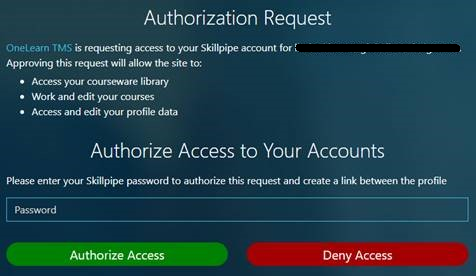 Authorization Request
OneLearn TMS is requesting access to your Skillpipe account for
Approving this request will allow the site to:
• Access your courseware library
• Work and edit your courses
• Access and edit your profile data
Authorize Access to Your Accounts
Please enter your Skillpipe password to authorize this request and create a link between the profile
Password
Authorize Access
Deny Access